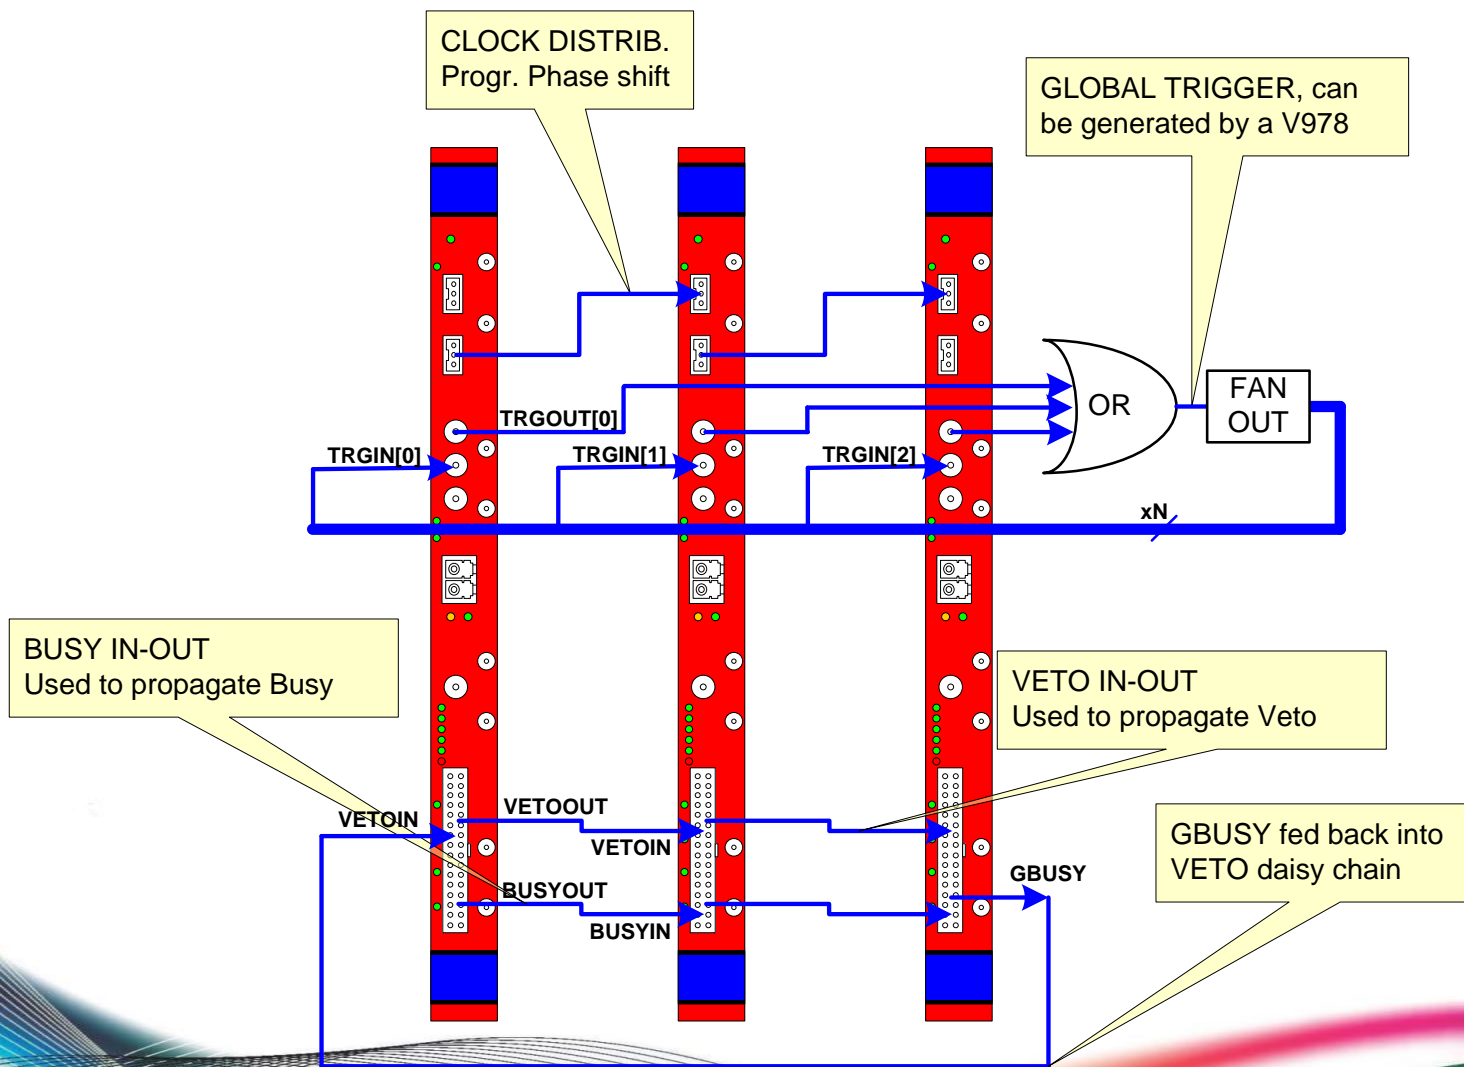 CLOCK DISTRIB.
Progr. Phase shift
GLOBAL TRIGGER, can
be generated by a V978
TRGOUT[0]
TRGIN[0]
TRGIN[1]
TRGIN[2]
OR
FAN
OUT
xN
BUSY IN-OUT
Used to propagate Busy
VETO IN-OUT
Used to propagate Veto
VETOIN
VETOOUT
VETOIN
BUSYOUT
BUSYIN
GBUSY
GBUSY fed back into
VETO daisy chain